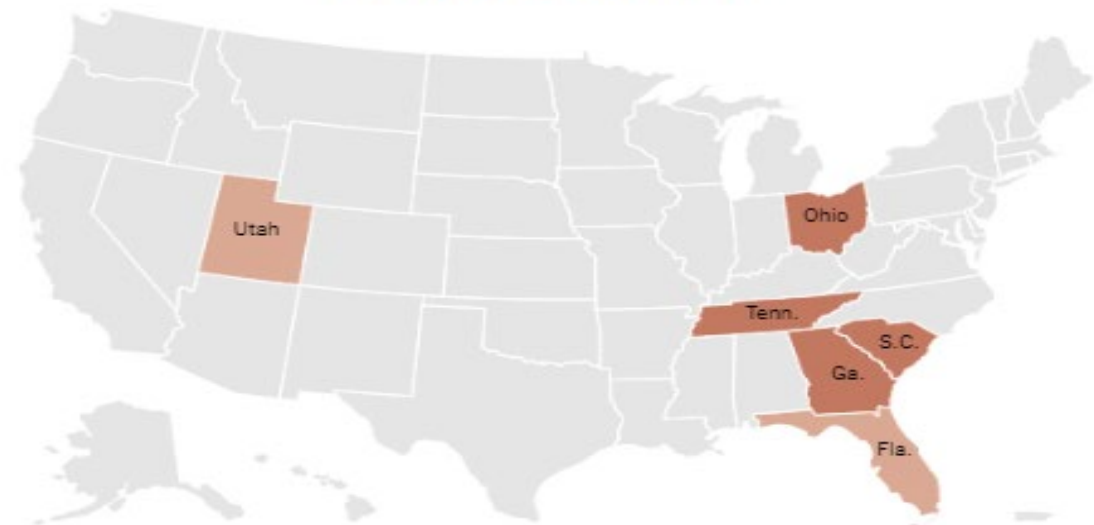 Utah
Ohio
Tenn.
S.C.
Ga.
Fla.